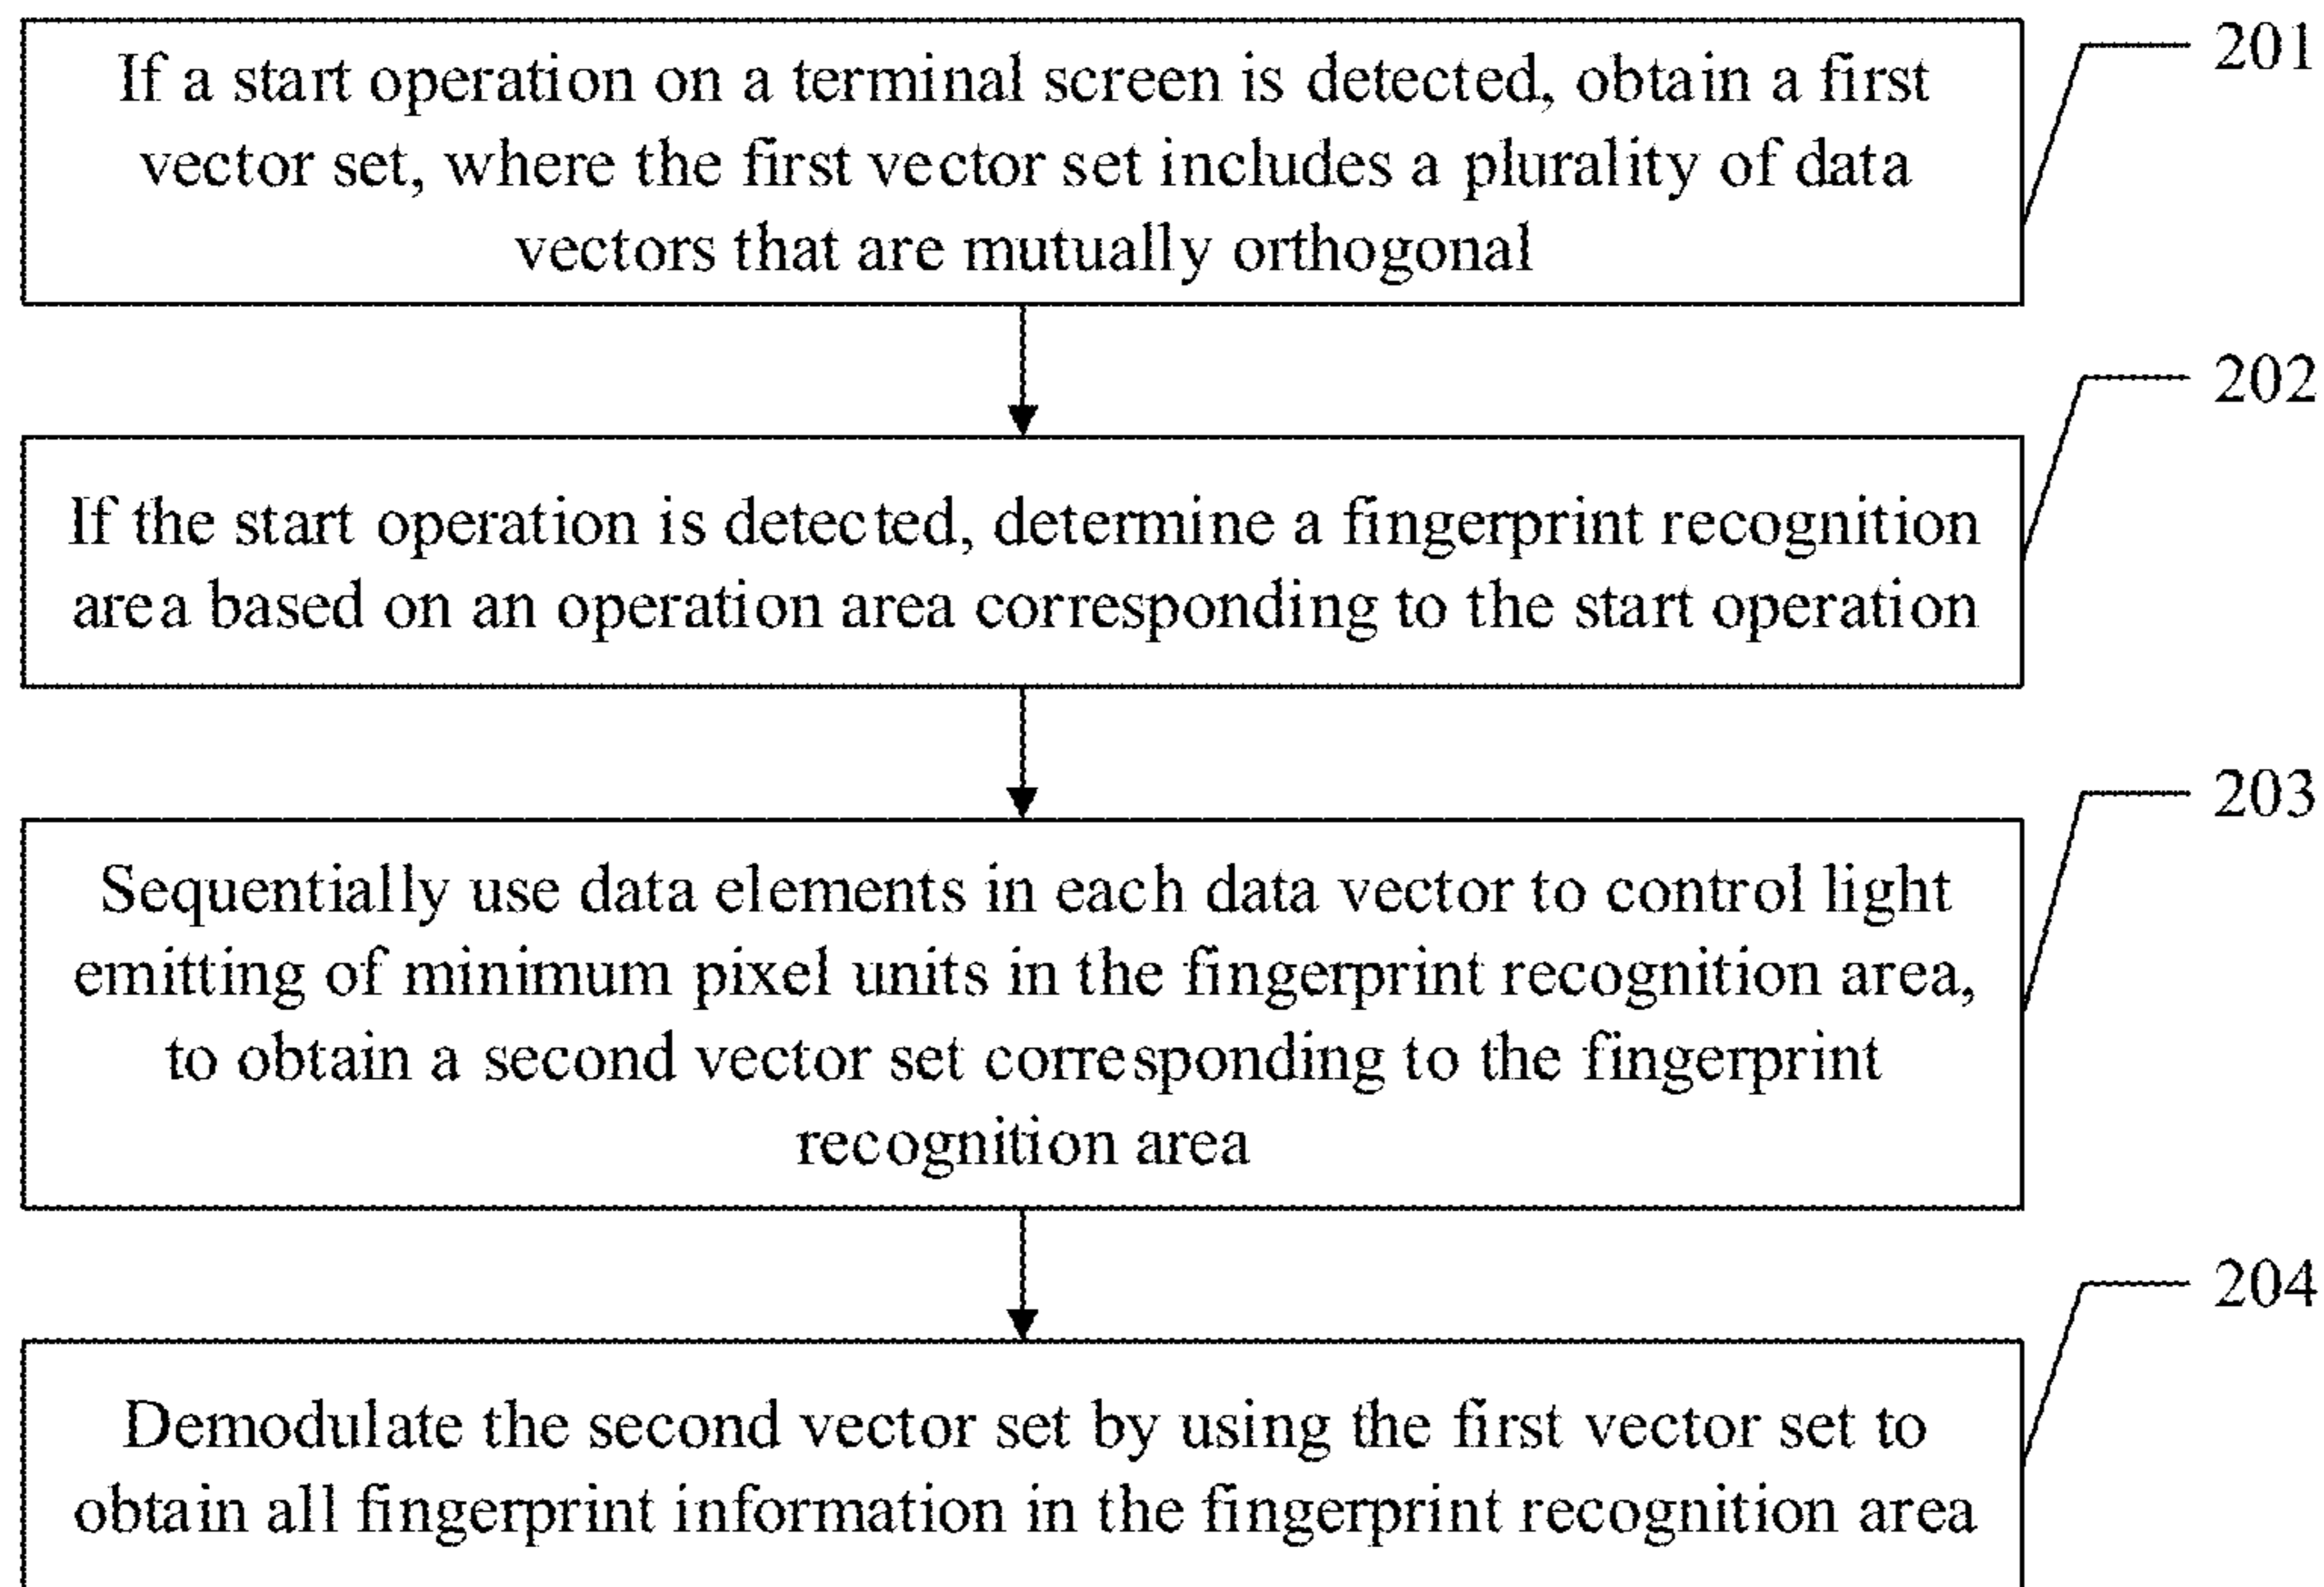 If a start operation on a terminal screen is detected, obtain a first
vector set, where the first vector set includes a plurality of data
vectors that are mutually orthogonal
201
If the start operation is detected, determine a fingerprint recognition
area based on an operation area corresponding to the start operation
202
Sequentially use data elements in each data vector to control light
emitting of minimum pixel units in the fingerprint recognition area,
to obtain a second vector set corresponding to the fingerprint
recognition area
203
Demodulate the second vector set by using the first vector set to
obtain all fingerprint information in the fingerprint recognition area
204